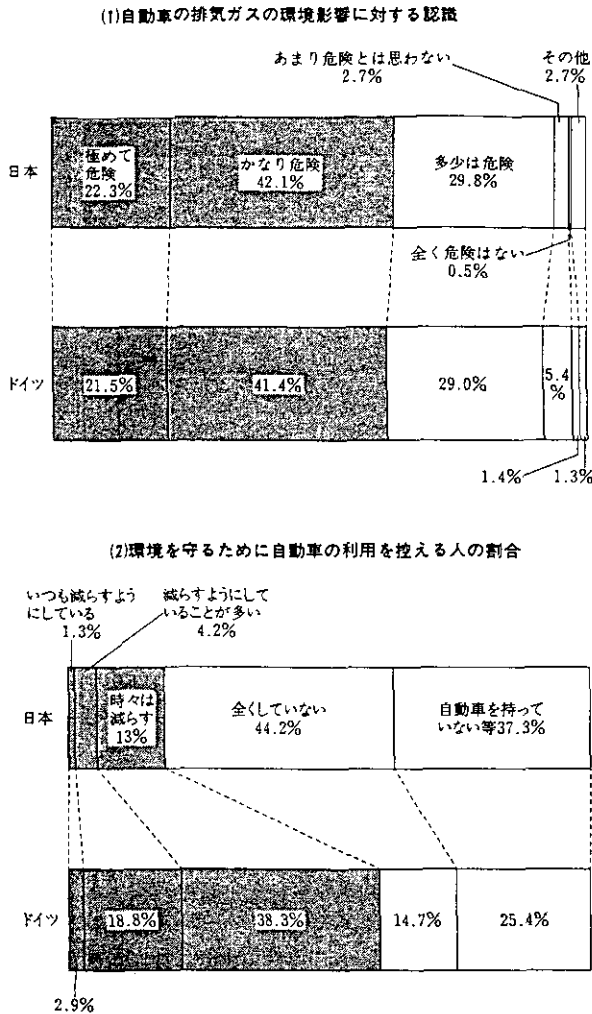 (1)自動車の排気ガスの環境影響に対する認識
あまり危険とは思わない
2.7%
その他
2.7%
日本
極めて
危険
22.3%
かなり危険
42.1%
多少は危険
29.8%
全く危険はない
0.5%
ドイツ
21.5%
41.4%
29.0%
5.4
%
1.4%
1.3%
(2)環境を守るために自動車の利用を控える人の割合
いつも減らすよう
にしている
1.3%
減らすようにして
いることが多い
4.2%
日本
時々は
減らす
13%
全くしていない
44.2%
自動車を持って
いない等37.3%
ドイツ
18.8%
38.3%
14.7%
25.4%
2.9%